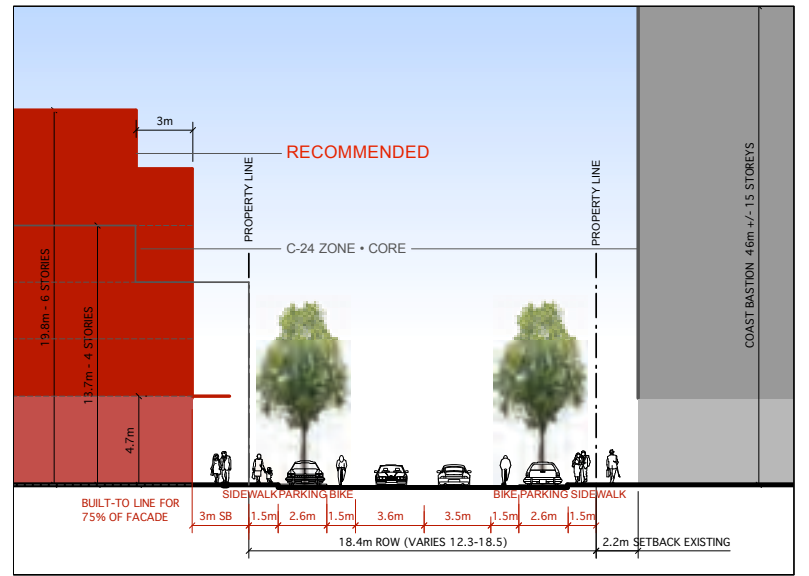 3m
RECOMMENDED
PROPERTY LINE
PROPERTY LINE
C-24 ZONE • CORE
19.8m - 6 STORIES
13.7m - 4 STORIES
4.7m
COAST BASTION 46m +/- 15 STOREYS
SIDEWALK PARKING BIKE
BIKE PARKING SIDEWALK
BUILT-TO LINE FOR
75% OF FACADE
3m SB
1.5m
2.6m
1.5m
3.6m
3.5m
1.5m
2.6m
1.5m
18.4m ROW (VARIES 12.3-18.5)
2.2m SETBACK EXISTING